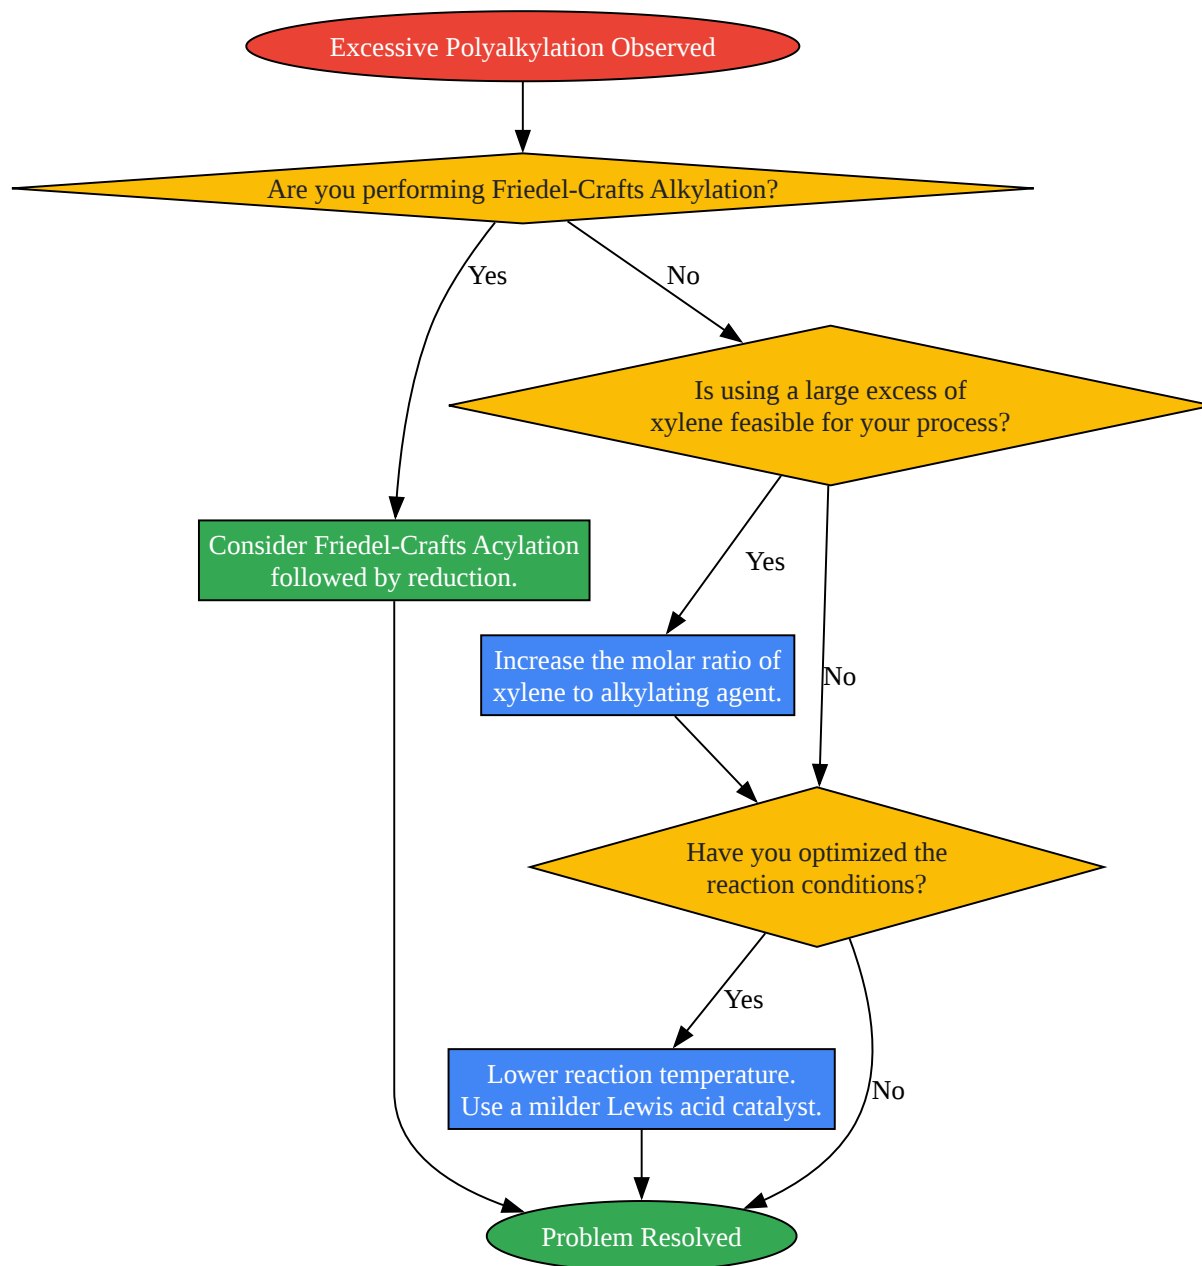 Excessive Polyalkylation Observed
Are you performing Friedel-Crafts Alkylation?
Yes
No
Is using a large excess of
xylene feasible for your process?
Consider Friedel-Crafts Acylation
followed by reduction.
Yes
Increase the molar ratio of
xylene to alkylating agent.
No
Have you optimized the
reaction conditions?
Yes
Lower reaction temperature.
Use a milder Lewis acid catalyst.
No
Problem Resolved